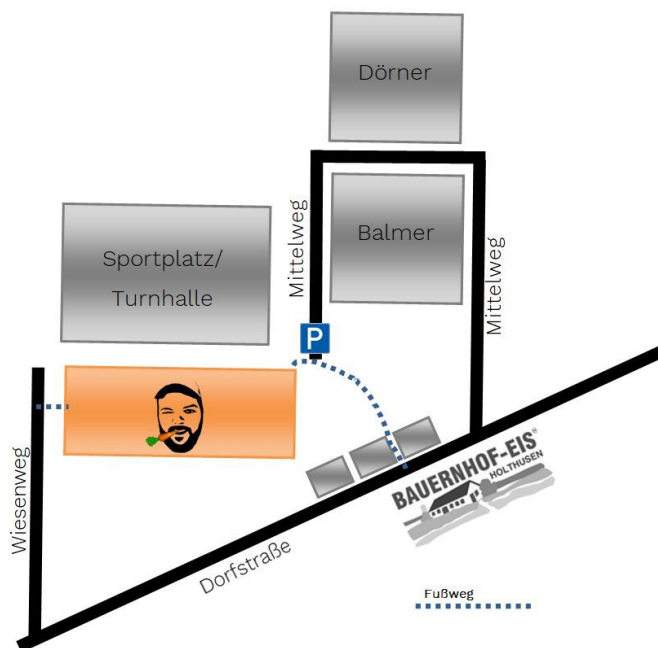 Dörner
Mittelweg
Balmer
Mittelweg
Sportplatz/
Turnhalle
P
Wiesenweg
BAUERNHOF-EIS®
HOLTHUSEN
Dorfstraße
Fußweg